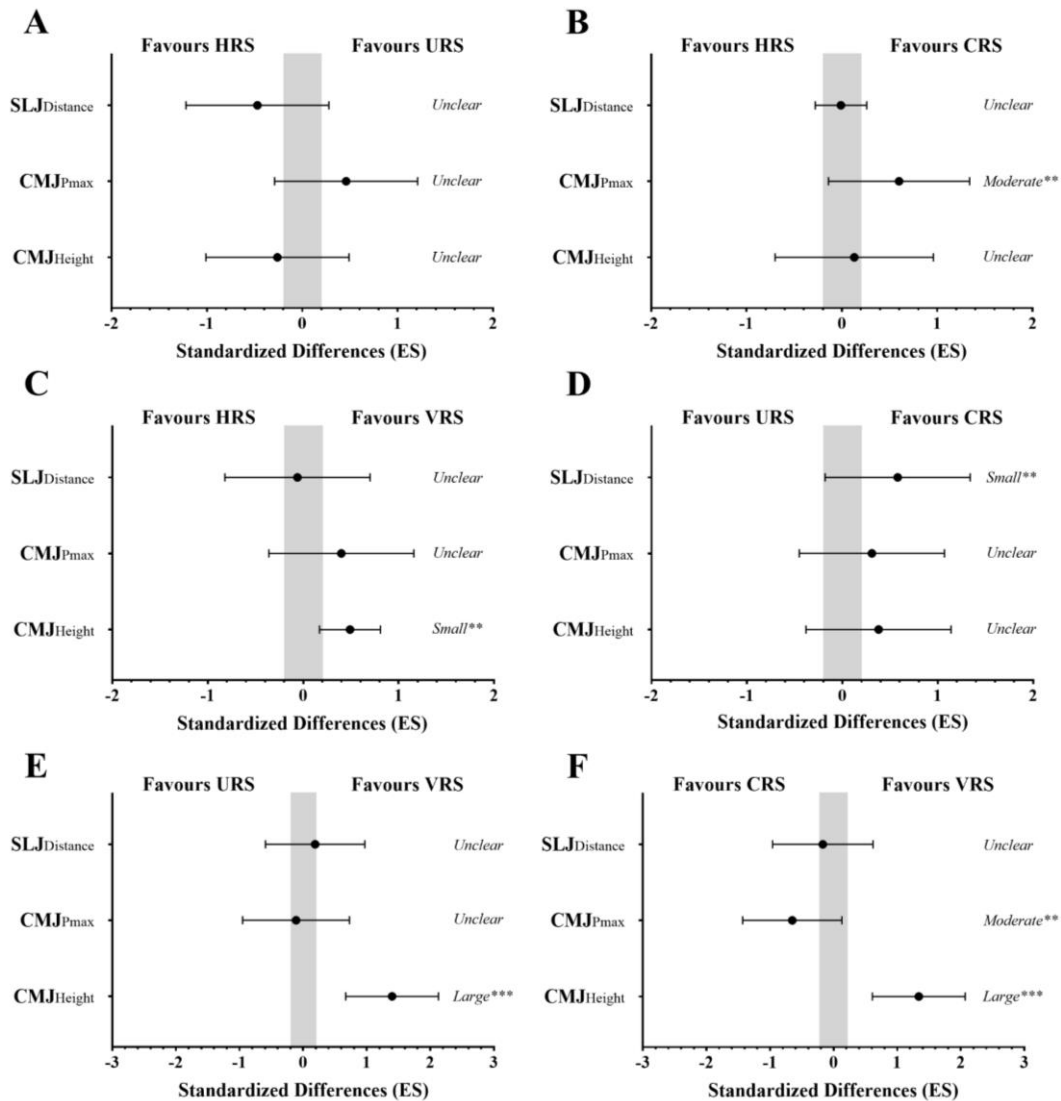 A
Favours HRS Favours URS
SLJDistance Unclear
CMJPmax Unclear
CMJHeight Unclear
-2 -1 0 1 2
Standardized Differences (ES)
B
Favours HRS Favours CRS
SLJDistance Unclear
CMJPmax Moderate**
CMJHeight Unclear
-2 -1 0 1 2
Standardized Differences (ES)
C
Favours HRS Favours VRS
SLJDistance Unclear
CMJPmax Unclear
CMJHeight Small**
-2 -1 0 1 2
Standardized Differences (ES)
D
Favours URS Favours CRS
SLJDistance Small**
CMJPmax Unclear
CMJHeight Unclear
-2 -1 0 1 2
Standardized Differences (ES)
E
Favours URS Favours VRS
SLJDistance Unclear
CMJPmax Unclear
CMJHeight Large***
-3 -2 -1 0 1 2 3
Standardized Differences (ES)
F
Favours CRS Favours VRS
SLJDistance Unclear
CMJPmax Moderate**
CMJHeight Large***
-3 -2 -1 0 1 2 3
Standardized Differences (ES)